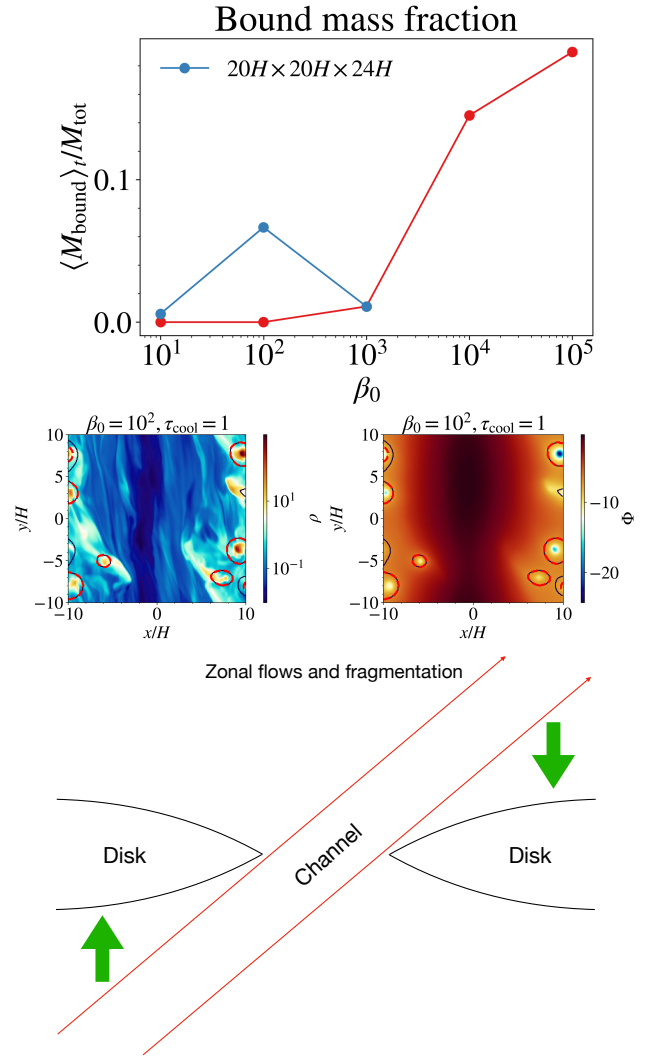 Bound mass fraction
⟨M_bound⟩_t/M_tot
20H×20H×24H
0.1
0.0
10^1 10^2 10^3 10^4 10^5
β_0
β_0 = 10^2, τ_cool = 1
y/H
10
5
0
−5
−10
−10 0 10
x/H
10^1
10^−1
ρ
β_0 = 10^2, τ_cool = 1
y/H
10
5
0
−5
−10
−10 0 10
x/H
−10
−20
Φ
Zonal flows and fragmentation
Disk
Channel
Disk